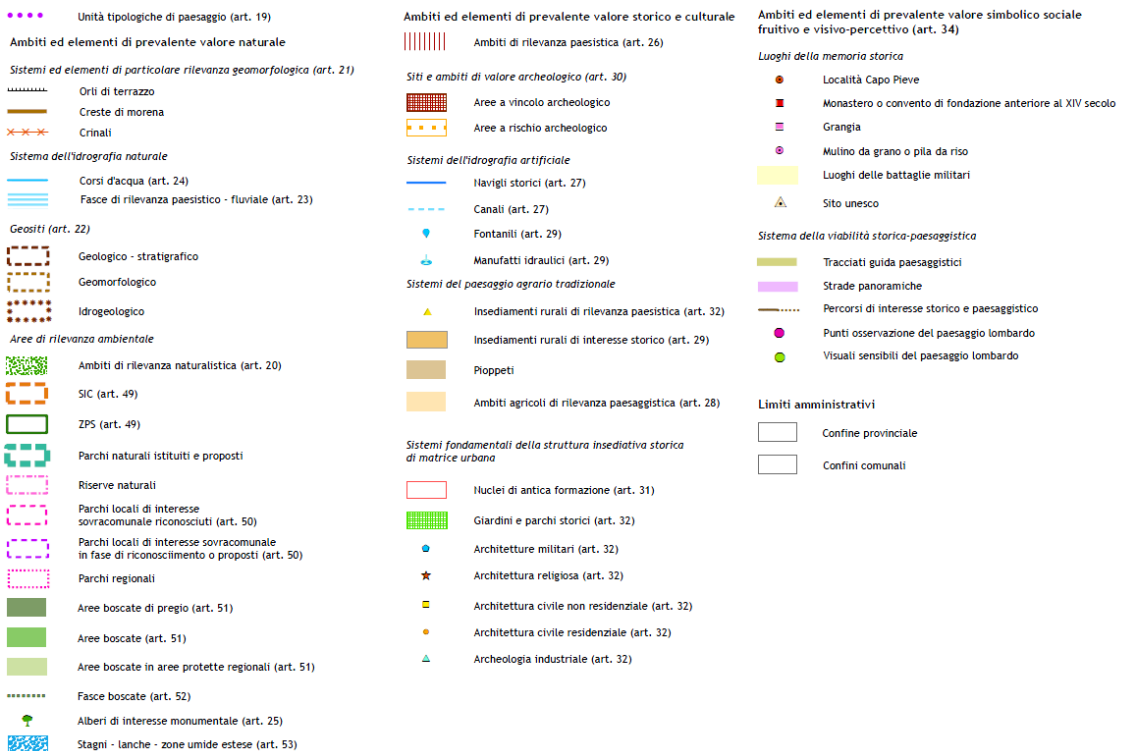 Unità tipologiche di paesaggio (art. 19)
Ambiti ed elementi di prevalente valore naturale
Sistemi ed elementi di particolare rilevanza geomorfologica (art. 21)
Orli di terrazzo
Creste di morena
Crinali
Sistema dell'idrografia naturale
Corsi d'acqua (art. 24)
Fasce di rilevanza paesistico - fluviale (art. 23)
Geositi (art. 22)
Geologico - stratigrafico
Geomorfologico
Idrogeologico
Aree di rilevanza ambientale
Ambiti di rilevanza naturalistica (art. 20)
SIC (art. 49)
ZPS (art. 49)
Parchi naturali istituiti e proposti
Riserve naturali
Parchi locali di interesse
sovracomunale riconosciuti (art. 50)
Parchi locali di interesse sovracomunale
in fase di riconosciimento o proposti (art. 50)
Parchi regionali
Aree boscate di pregio (art. 51)
Aree boscate (art. 51)
Aree boscate in aree protette regionali (art. 51)
Fasce boscate (art. 52)
Alberi di interesse monumentale (art. 25)
Stagni - lanche - zone umide estese (art. 53)
Ambiti ed elementi di prevalente valore storico e culturale
Ambiti di rilevanza paesistica (art. 26)
Siti e ambiti di valore archeologico (art. 30)
Aree a vincolo archeologico
Aree a rischio archeologico
Sistemi dell'idrografia artificiale
Navigli storici (art. 27)
Canali (art. 27)
Fontanili (art. 29)
Manufatti idraulici (art. 29)
Sistemi del paesaggio agrario tradizionale
Insediamenti rurali di rilevanza paesistica (art. 32)
Insediamenti rurali di interesse storico (art. 29)
Pioppeti
Ambiti agricoli di rilevanza paesaggistica (art. 28)
Sistemi fondamentali della struttura insediativa storica
di matrice urbana
Nuclei di antica formazione (art. 31)
Giardini e parchi storici (art. 32)
Architetture militari (art. 32)
Architettura religiosa (art. 32)
Architettura civile non residenziale (art. 32)
Architettura civile residenziale (art. 32)
Archeologia industriale (art. 32)
Ambiti ed elementi di prevalente valore simbolico sociale
fruitivo e visivo-percettivo (art. 34)
Luoghi della memoria storica
Località Capo Pieve
Monastero o convento di fondazione anteriore al XIV secolo
Grangia
Mulino da grano o pila da riso
Luoghi delle battaglie militari
Sito unesco
Sistema della viabilità storica-paesaggistica
Tracciati guida paesaggistici
Strade panoramiche
Percorsi di interesse storico e paesaggistico
Punti osservazione del paesaggio lombardo
Visuali sensibili del paesaggio lombardo
Limiti amministrativi
Confine provinciale
Confini comunali